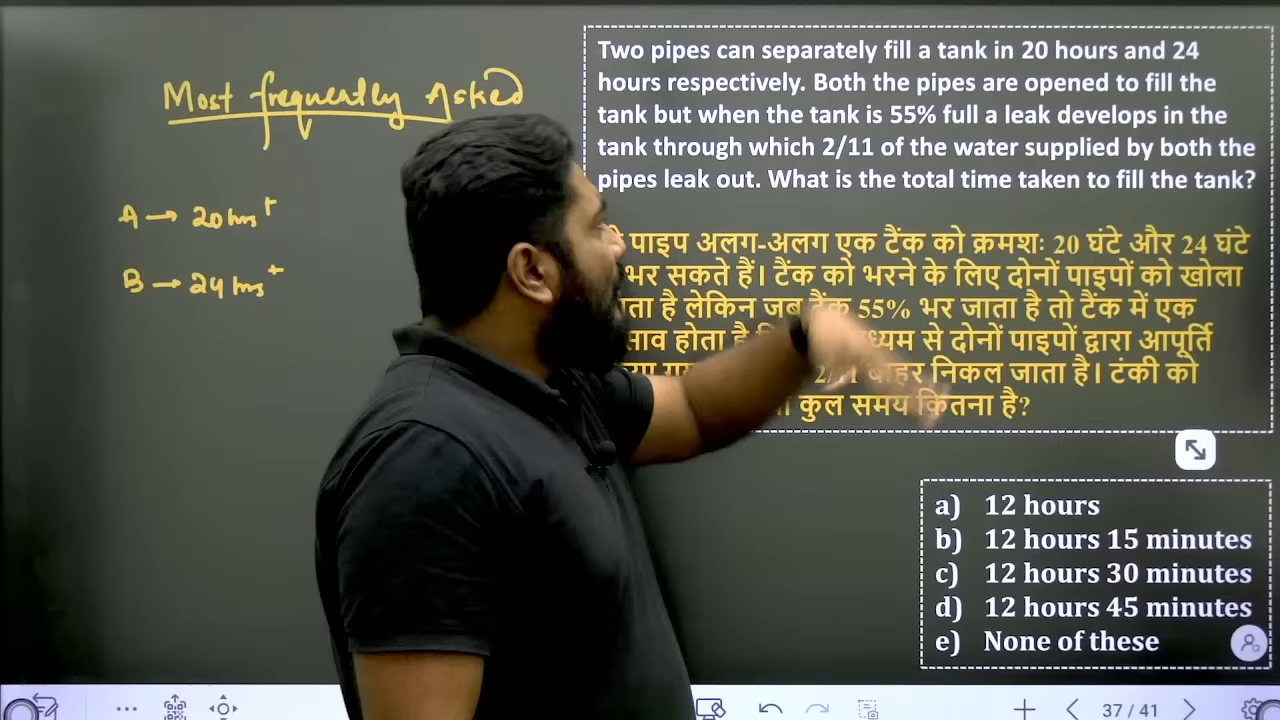 Most frequently Asked
A → 20 hrs +
B → 24 hrs +
Two pipes can separately fill a tank in 20 hours and 24
hours respectively. Both the pipes are opened to fill the
tank but when the tank is 55% full a leak develops in the
tank through which 2/11 of the water supplied by both the
pipes leak out. What is the total time taken to fill the tank?
पाइप अलग-अलग एक टैंक को क्रमशः 20 घंटे और 24 घंटे
भर सकते हैं। टैंक को भरने के लिए दोनों पाइपों को खोला
है लेकिन जब टैंक 55% भर जाता है तो टैंक में एक
होता है से दोनों पाइपों द्वारा आपूर्ति
बाहर निकल जाता है। टंकी को
कुल समय कितना है?
a) 12 hours
b) 12 hours 15 minutes
c) 12 hours 30 minutes
d) 12 hours 45 minutes
e) None of these
37 / 41